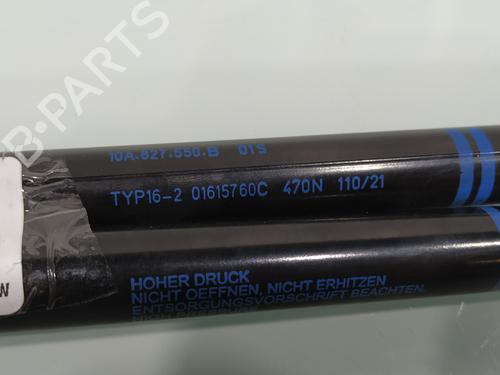 B-PARTS
10A.827.550.B 01S
TYP16-2 01615760C 470N 110/21
W
HOHER DRUCK
NICHT OEFFNEN, NICHT ERHITZEN
ENTSORGUNGSVORSCHRIFT BEACHTEN.